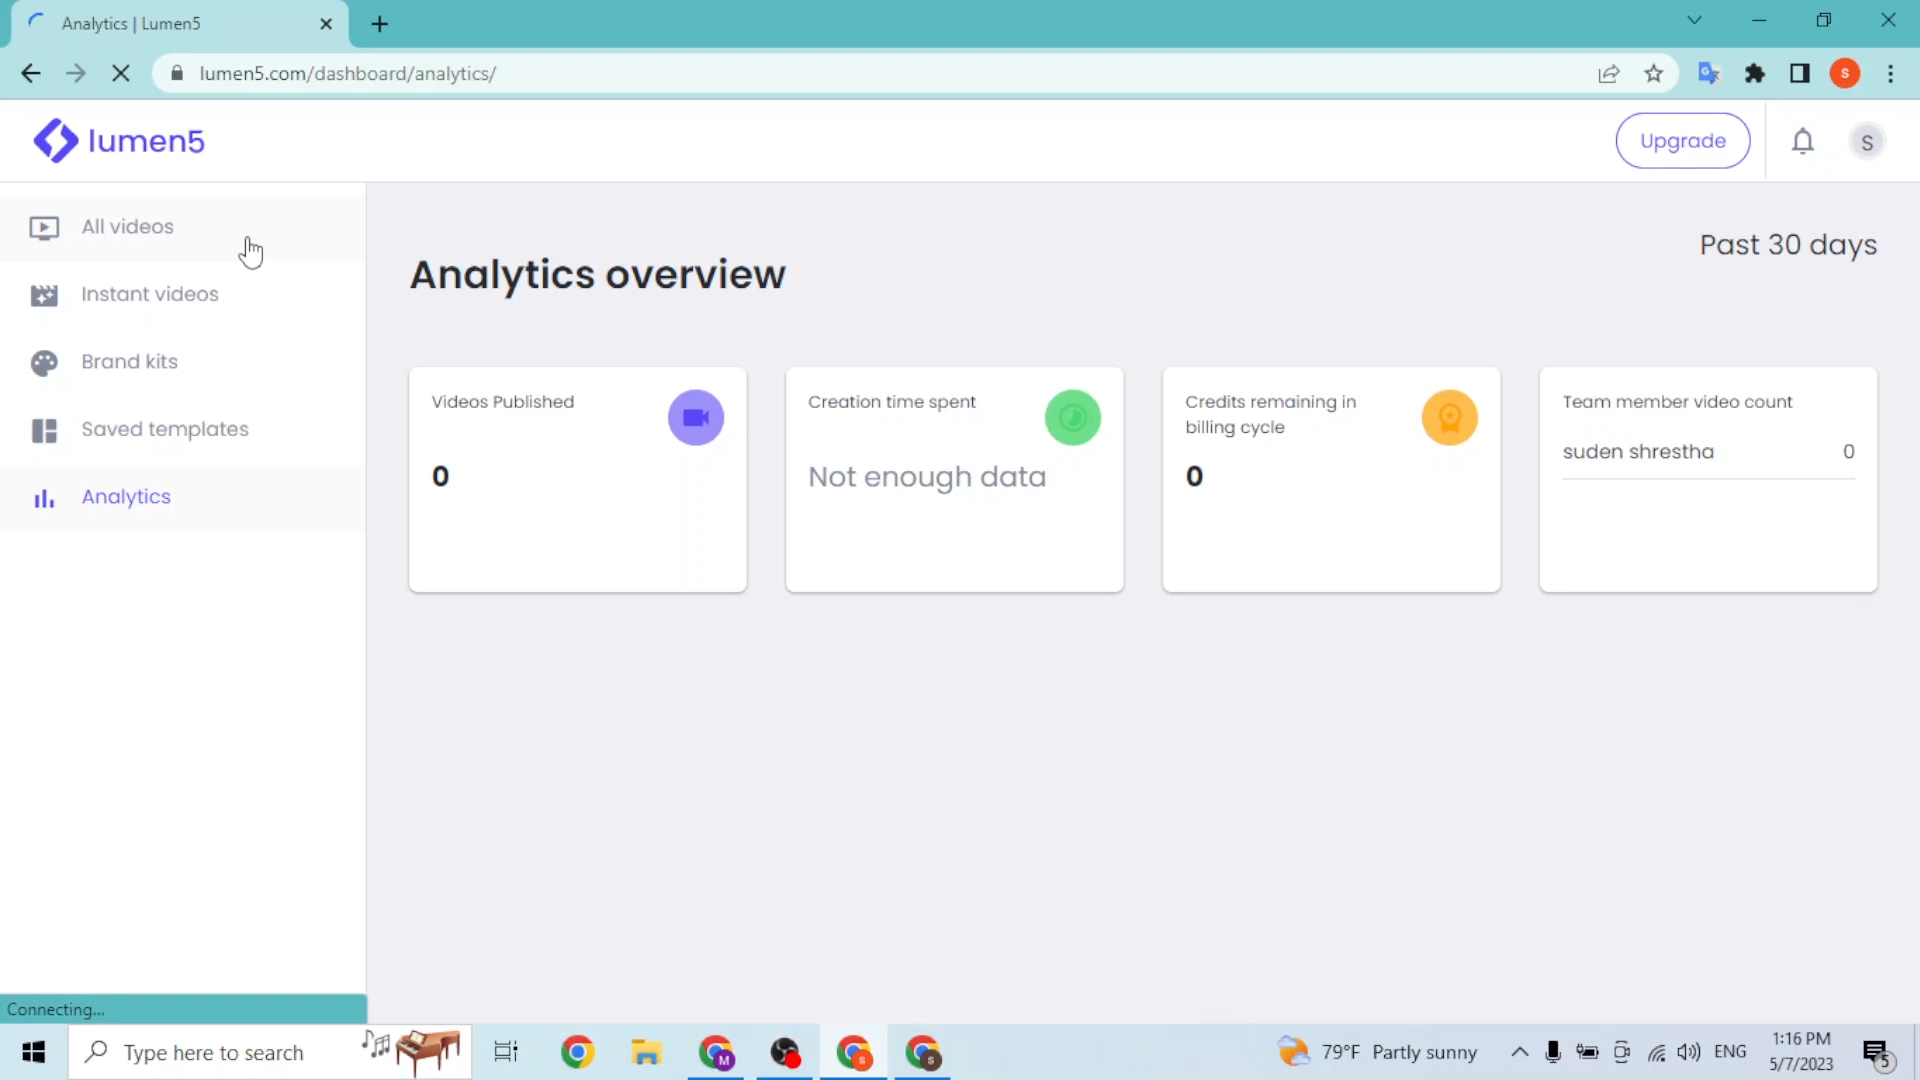 Analytics | Lumen5
lumen5.com/dashboard/analytics/
S
lumen5
Upgrade
S
All videos
Instant videos
Brand kits
Saved templates
Analytics
Past 30 days
Analytics overview
Videos Published
0
Creation time spent
Not enough data
Credits remaining in
billing cycle
0
Team member video count
suden shrestha 0
Connecting...
Type here to search
M
S
S
79°F Partly sunny
ENG
1:16 PM
5/7/2023
5